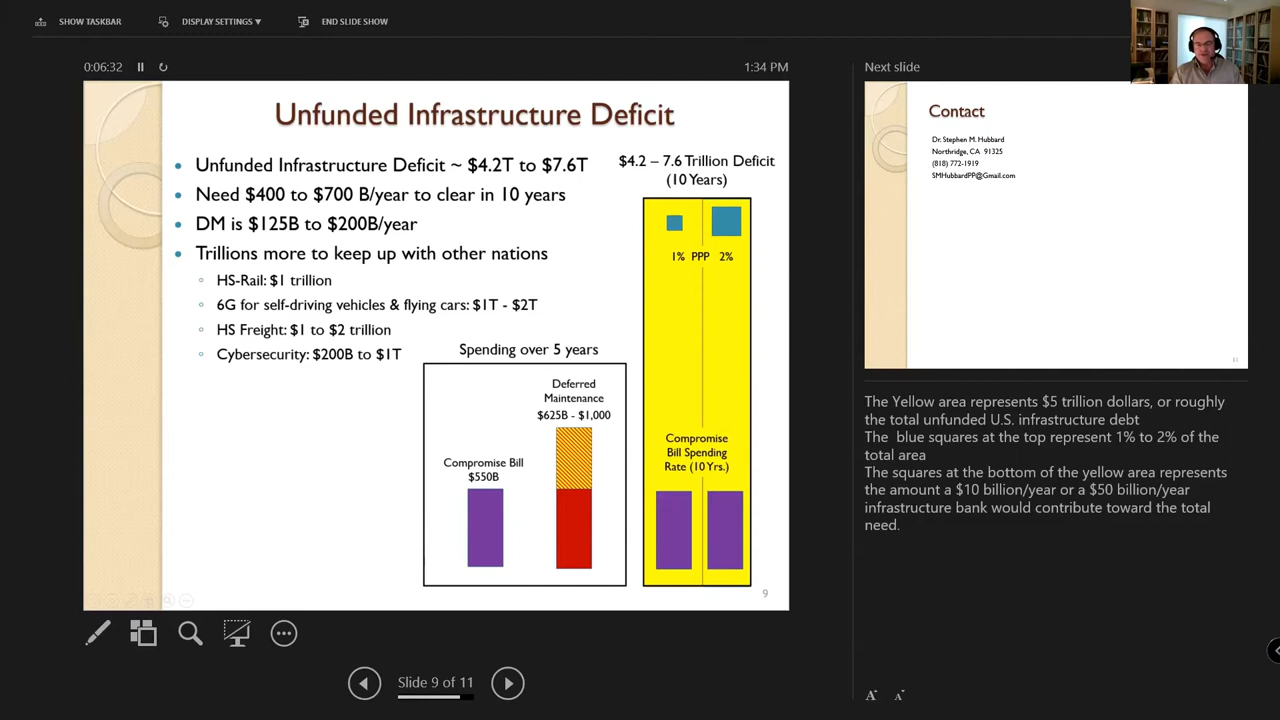 SHOW TASKBAR
DISPLAY SETTINGS ▼
END SLIDE SHOW
0:06:32
1:34 PM
Unfunded Infrastructure Deficit
Unfunded Infrastructure Deficit ~ $4.2T to $7.6T
Need $400 to $700 B/year to clear in 10 years
DM is $125B to $200B/year
Trillions more to keep up with other nations
HS-Rail: $1 trillion
6G for self-driving vehicles & flying cars: $1T - $2T
HS Freight: $1 to $2 trillion
Cybersecurity: $200B to $1T
Spending over 5 years
Compromise Bill
$550B
Deferred
Maintenance
$625B - $1,000
$4.2 – 7.6 Trillion Deficit
(10 Years)
1% PPP 2%
Compromise
Bill Spending
Rate (10 Yrs.)
9
Slide 9 of 11
Next slide
Contact
Dr. Stephen M. Hubbard
Northridge, CA 91325
(818) 772-1919
SMHubbardPP@Gmail.com
11
The Yellow area represents $5 trillion dollars, or roughly
the total unfunded U.S. infrastructure debt
The blue squares at the top represent 1% to 2% of the
total area
The squares at the bottom of the yellow area represents
the amount a $10 billion/year or a $50 billion/year
infrastructure bank would contribute toward the total
need.
A
A